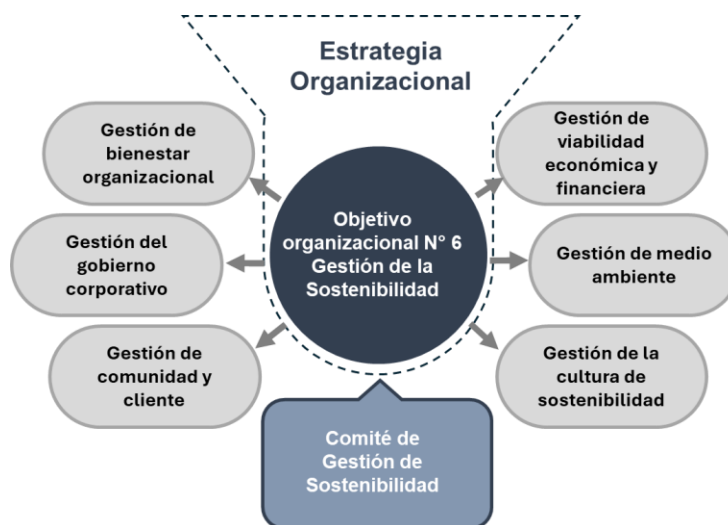 Estrategia
Organizacional
Gestión de
bienestar
organizacional
Gestión del
gobierno
corporativo
Gestión de
comunidad y
cliente
Objetivo
organizacional N° 6
Gestión de la
Sostenibilidad
Gestión de
viabilidad
económica y
financiera
Gestión de medio
ambiente
Gestión de la
cultura de
sostenibilidad
Comité de
Gestión de
Sostenibilidad